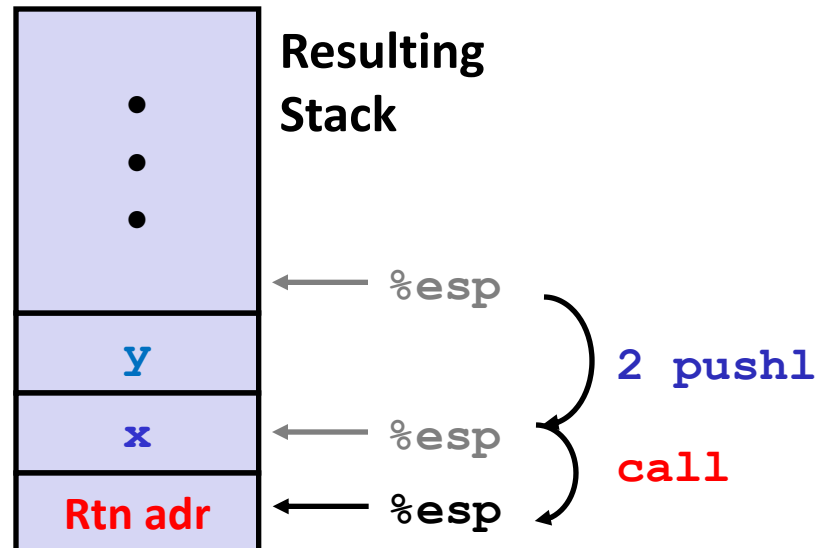 Resulting
Stack
%esp
y
2 pushl
x
%esp
call
Rtn adr
%esp